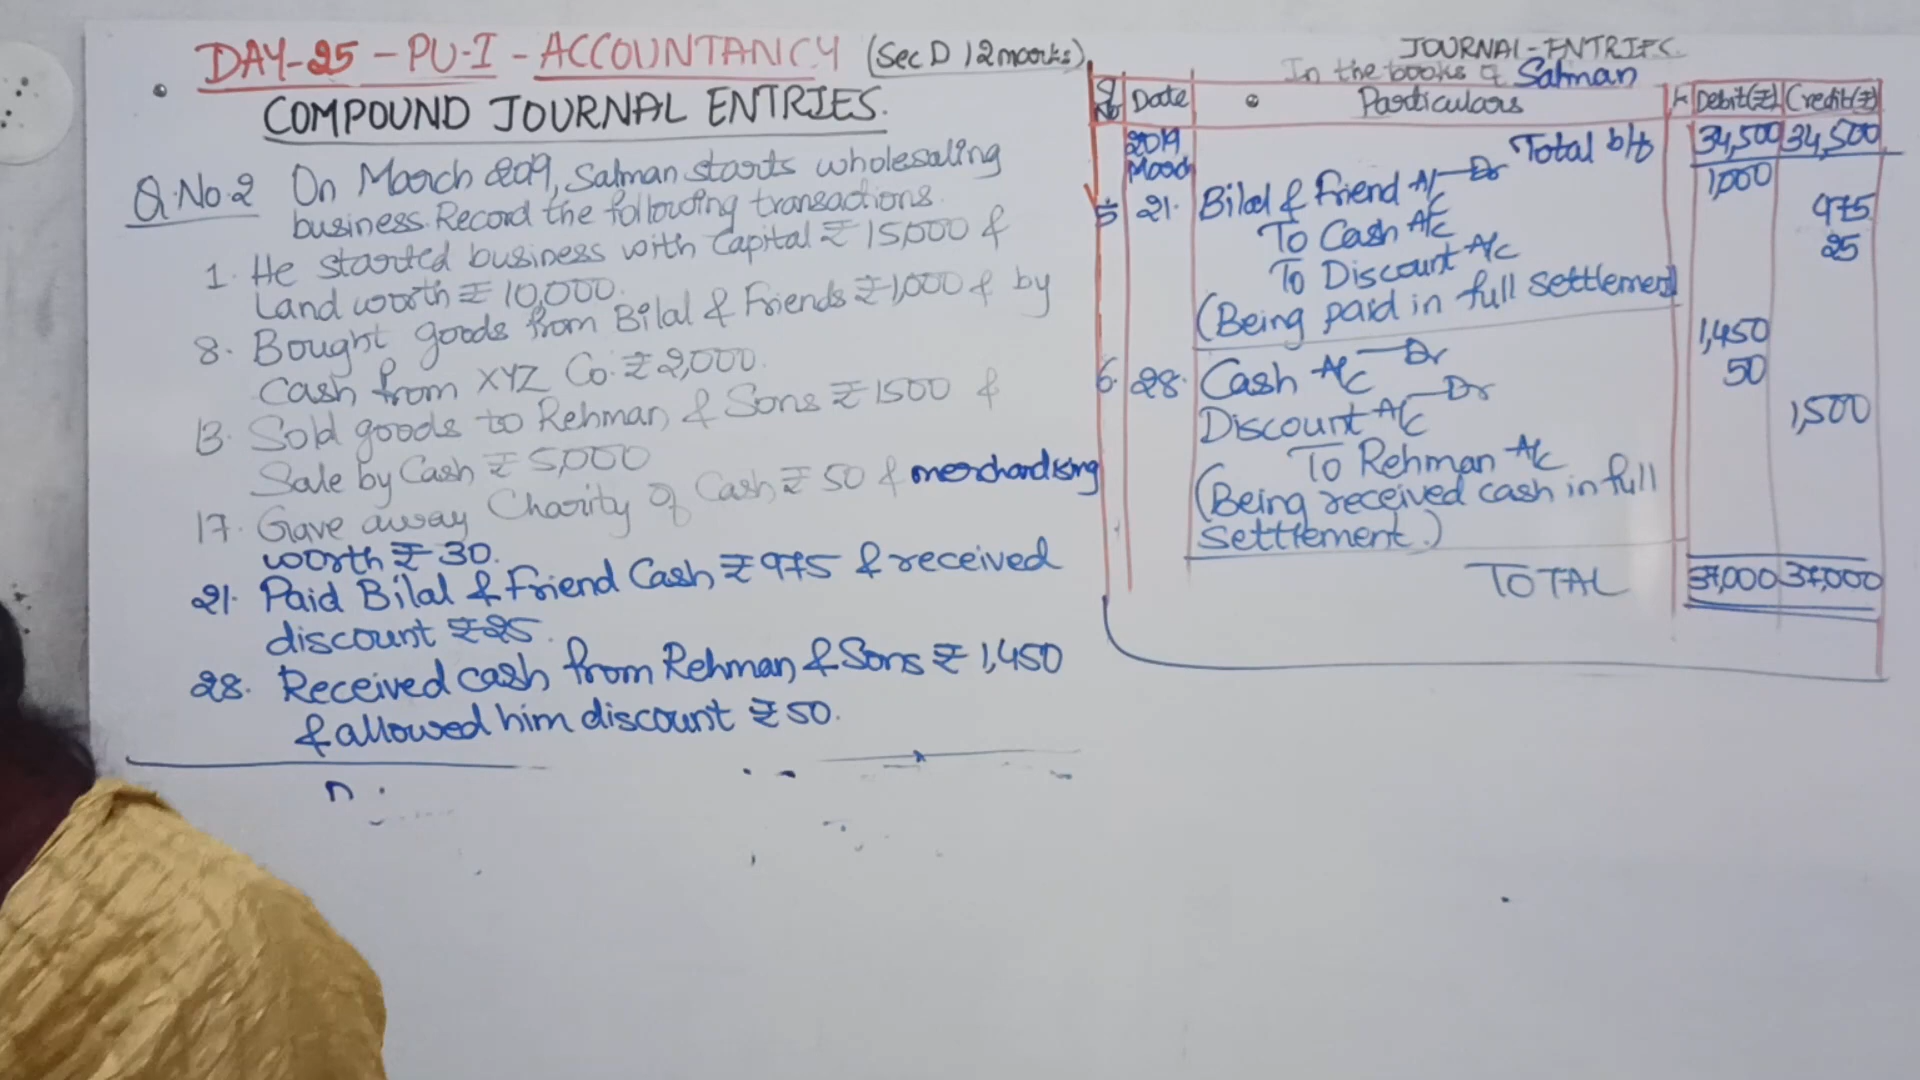 DAY-25 - PU-I - ACCOUNTANCY (Sec D 12marks)
COMPOUND JOURNAL ENTRIES.
Q.No.2 On March 2019, Salman starts wholesaling
business. Record the following transactions.
1. He started business with Capital ₹ 15,000 &
Land worth ₹ 10,000.
8. Bought goods from Bilal & Friends ₹ 1,000 & by
Cash from XYZ Co. ₹ 2,000.
13. Sold goods to Rehman & Sons ₹ 1500 &
Sale by Cash ₹ 5,000
17. Gave away Charity of Cash ₹ 50 & merchardising
worth ₹ 30.
21. Paid Bilal & Friend Cash ₹ 975 & received
discount ₹ 25.
28. Received cash from Rehman & Sons ₹ 1,450
& allowed him discount ₹ 50.
JOURNAL-ENTRIES.
In the books of Salman
Sl No Date Particulars Debit(₹) Credit(₹)
2019 Total b/f 34,500 34,500
March
5 21. Bilal & Friend A/c Dr 1,000
To Cash A/c 975
To Discount A/c 25
(Being paid in full settlement)
6. 28. Cash A/c Dr 1,450
Discount A/c Dr 50
To Rehman A/c 1,500
(Being received cash in full
settlement.)
TOTAL 37,000 37,000